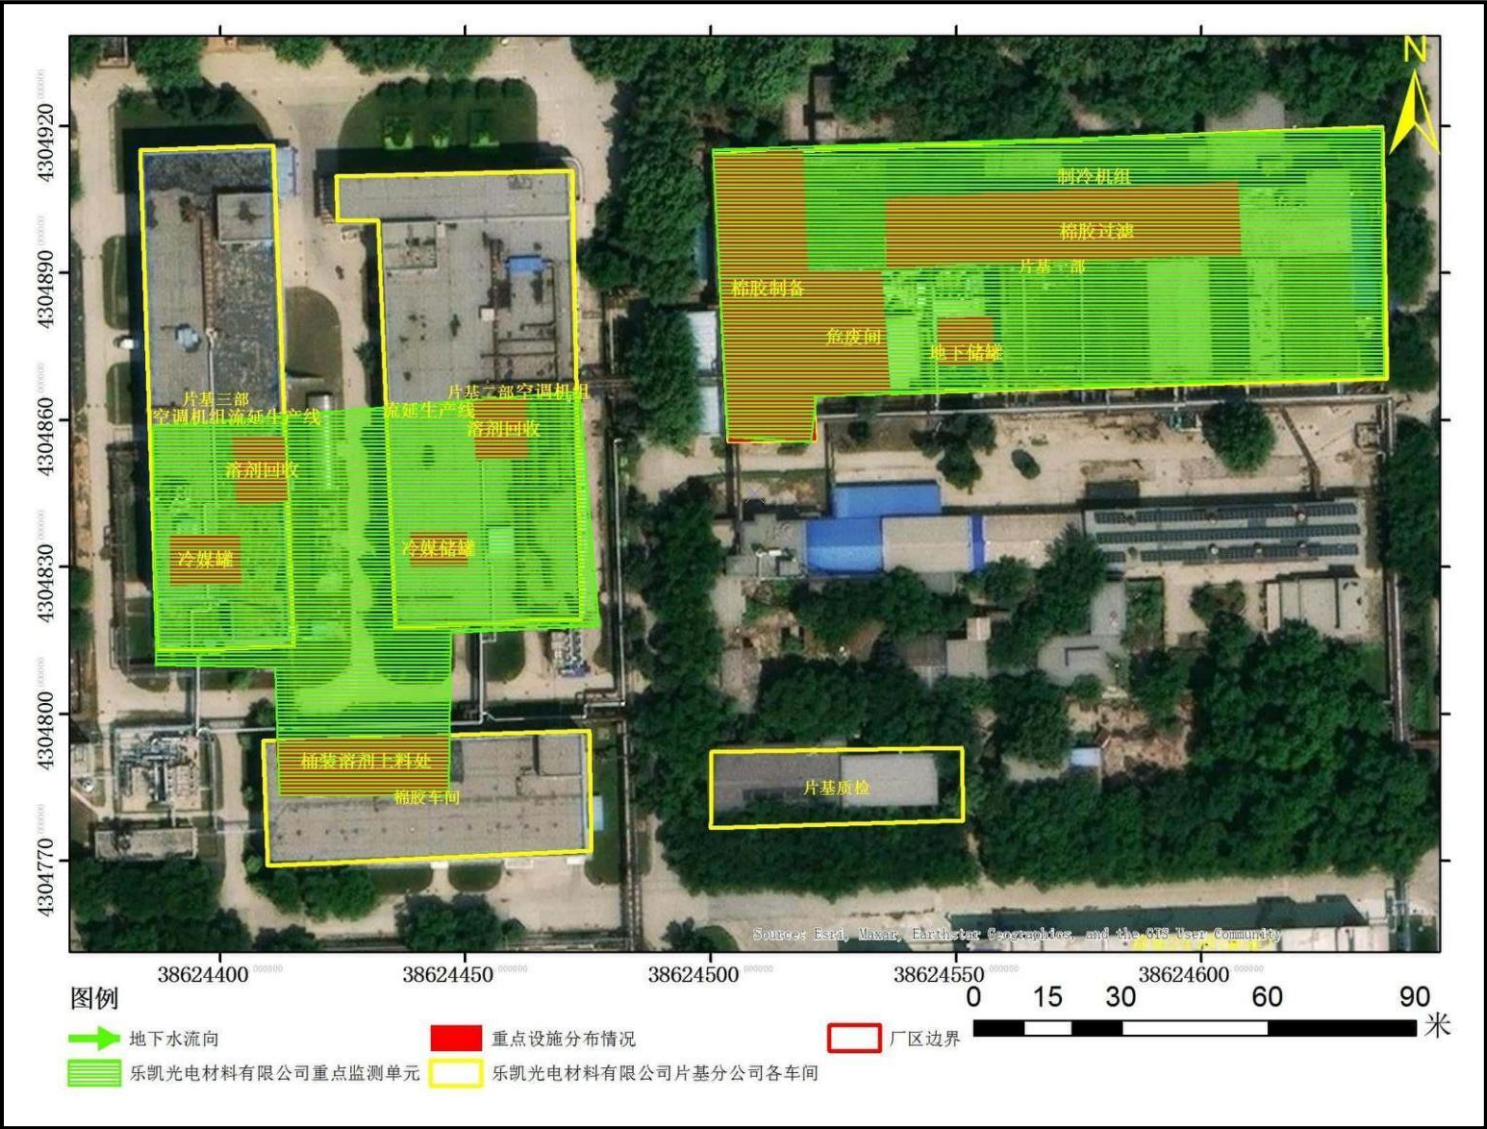 N
4304920
4304890
4304860
4304830
4304800
4304770
制冷机组
棉胶过滤
片基一部
棉胶制备
危废间
地下储罐
片基三部
空调机组流延生产线
溶剂回收
冷媒罐
片基二部空调机组
流延生产线
溶剂回收
冷媒储罐
桶装溶剂上料处
棉胶车间
片基质检
Source: Esri, Maxar, Earthstar Geographics, and the GIS User Community
38624400 000000
38624450 000000
38624500 000000
38624550 000000
38624600 000000
图例
0 15 30 60 90
米
地下水流向
重点设施分布情况
厂区边界
乐凯光电材料有限公司重点监测单元
乐凯光电材料有限公司片基分公司各车间